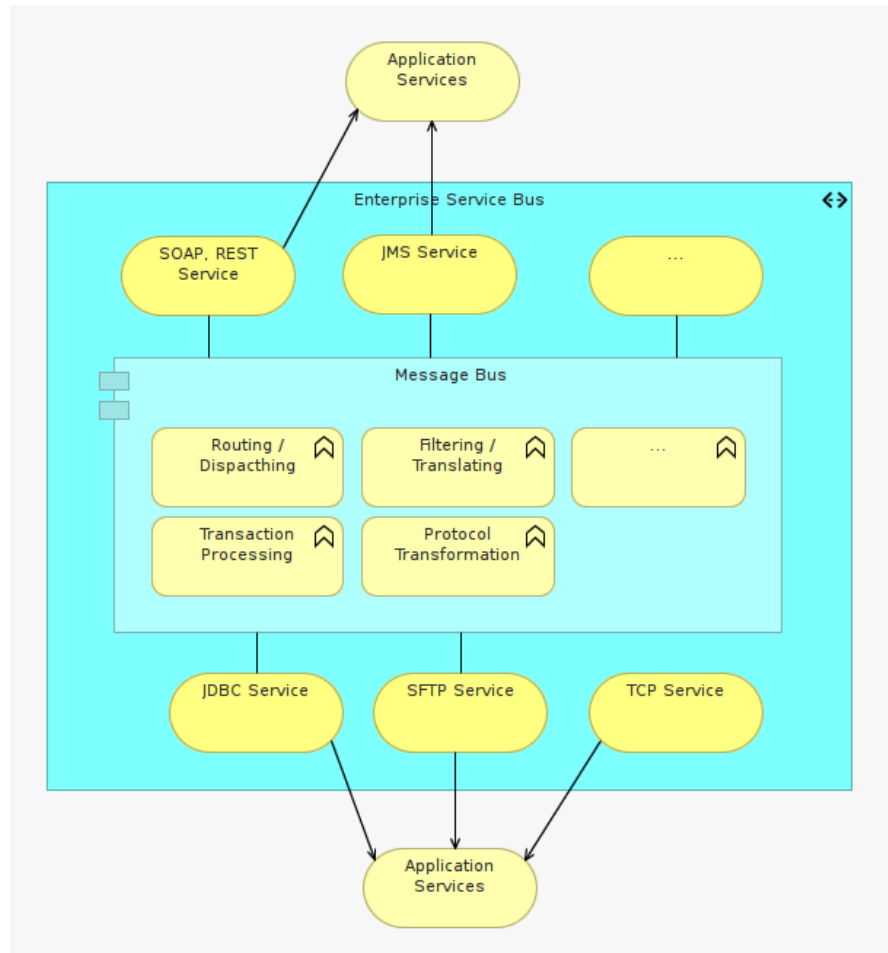 Application
Services
Enterprise Service Bus
SOAP, REST
Service
JMS Service
...
Message Bus
Routing /
Dispacthing
Filtering /
Translating
...
Transaction
Processing
Protocol
Transformation
JDBC Service
SFTP Service
TCP Service
Application
Services